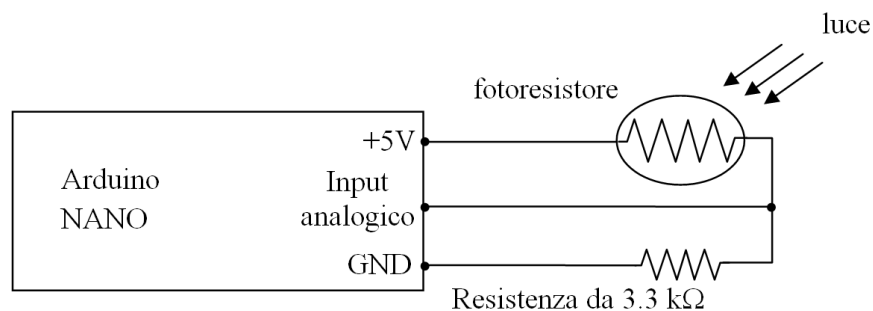 luce
fotoresistore
+5V
Arduino
NANO
Input
analogico
GND
Resistenza da 3.3 kΩ